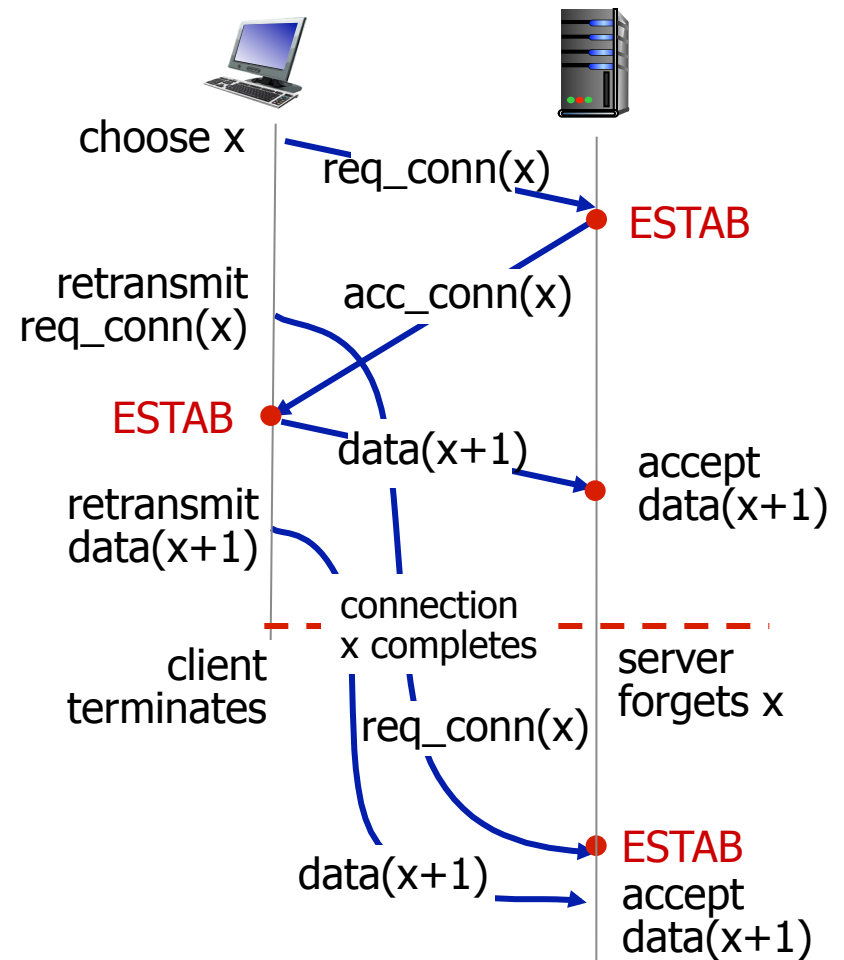 choose x
req_conn(x)
ESTAB
retransmit
req_conn(x)
acc_conn(x)
ESTAB
data(x+1)
accept
data(x+1)
retransmit
data(x+1)
connection
x completes
client
terminates
server
forgets x
req_conn(x)
ESTAB
data(x+1)
accept
data(x+1)